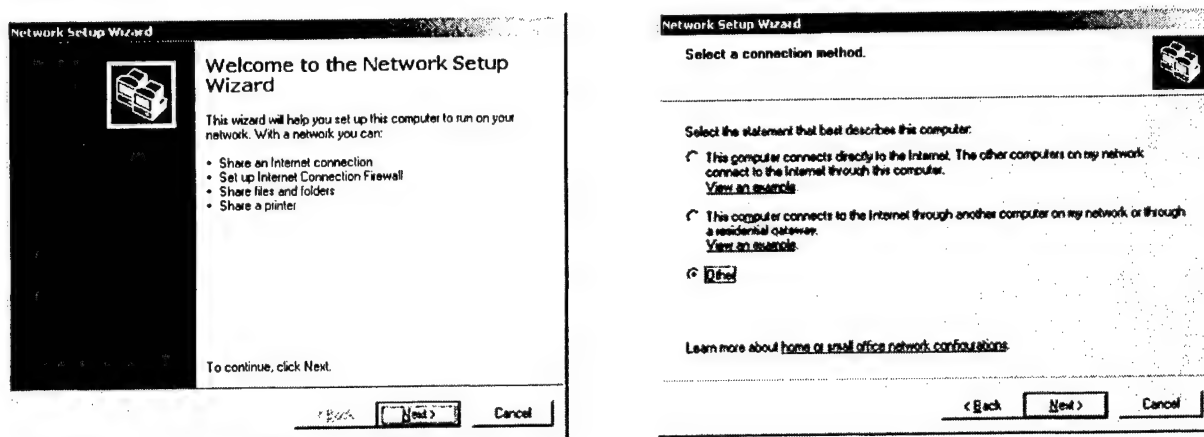 Network Setup Wizard
Welcome to the Network Setup
Wizard
This wizard will help you set up this computer to run on your
network. With a network you can:
• Share an Internet connection
• Set up Internet Connection Firewall
• Share files and folders
• Share a printer
To continue, click Next.
< Back
Next >
Cancel
Network Setup Wizard
Select a connection method.
Select the statement that best describes this computer:
This computer connects directly to the Internet. The other computers on my network
connect to the Internet through this computer.
View an example.
This computer connects to the Internet through another computer on my network or through
a residential gateway.
View an example.
Other
Learn more about home or small office network configurations.
< Back
Next >
Cancel